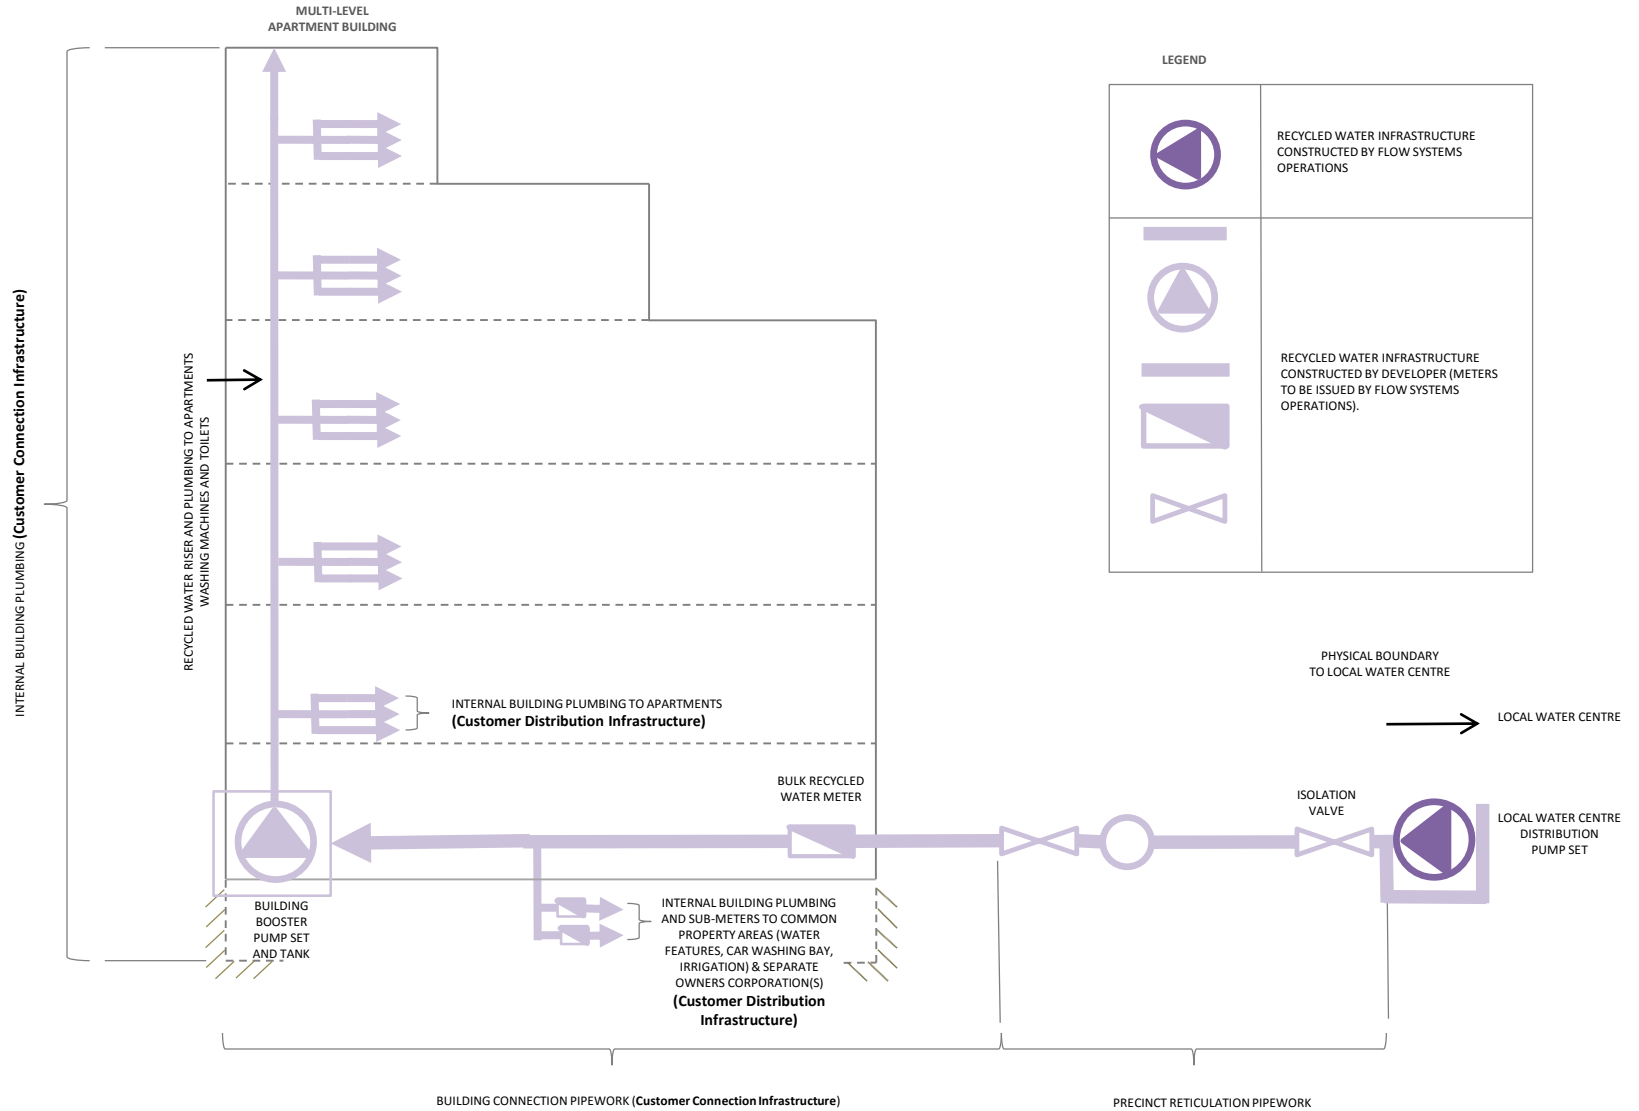 MULTI-LEVEL
APARTMENT BUILDING
LEGEND
RECYCLED WATER INFRASTRUCTURE
CONSTRUCTED BY FLOW SYSTEMS
OPERATIONS
RECYCLED WATER INFRASTRUCTURE
CONSTRUCTED BY DEVELOPER (METERS
TO BE ISSUED BY FLOW SYSTEMS
OPERATIONS).
INTERNAL BUILDING PLUMBING (Customer Connection Infrastructure)
RECYCLED WATER RISER AND PLUMBING TO APARTMENTS
WASHING MACHINES AND TOILETS
PHYSICAL BOUNDARY
TO LOCAL WATER CENTRE
LOCAL WATER CENTRE
INTERNAL BUILDING PLUMBING TO APARTMENTS
(Customer Distribution Infrastructure)
BULK RECYCLED
WATER METER
ISOLATION
VALVE
LOCAL WATER CENTRE
DISTRIBUTION
PUMP SET
BUILDING
BOOSTER
PUMP SET
AND TANK
INTERNAL BUILDING PLUMBING
AND SUB-METERS TO COMMON
PROPERTY AREAS (WATER
FEATURES, CAR WASHING BAY,
IRRIGATION) & SEPARATE
OWNERS CORPORATION(S)
(Customer Distribution
Infrastructure)
BUILDING CONNECTION PIPEWORK (Customer Connection Infrastructure)
PRECINCT RETICULATION PIPEWORK